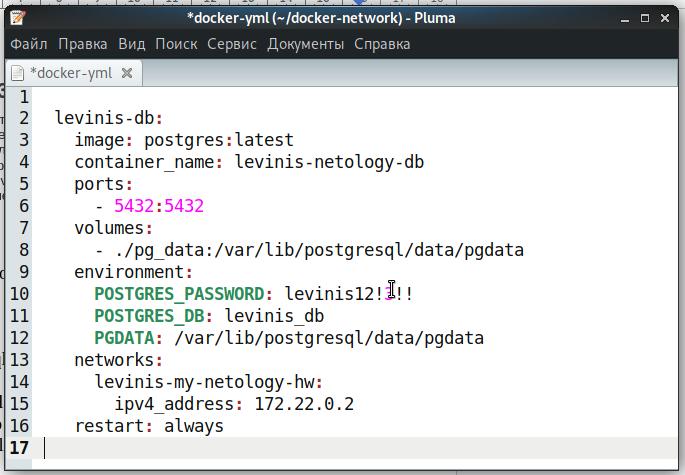 *docker-yml (~/docker-network) - Pluma
Файл Правка Вид Поиск Сервис Документы Справка
*docker-yml
1
2 levinis-db:
3 image: postgres:latest
4 container_name: levinis-netology-db
5 ports:
6 - 5432:5432
7 volumes:
8 - ./pg_data:/var/lib/postgresql/data/pgdata
9 environment:
10 POSTGRES_PASSWORD: levinis12!3!!
11 POSTGRES_DB: levinis_db
12 PGDATA: /var/lib/postgresql/data/pgdata
13 networks:
14 levinis-my-netology-hw:
15 ipv4_address: 172.22.0.2
16 restart: always
17